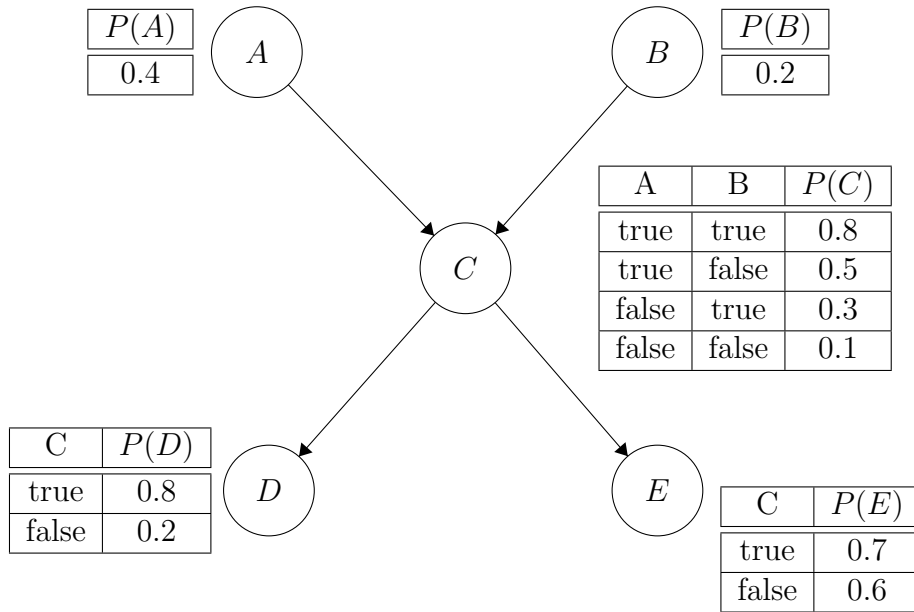 P(A)
0.4
A
B
P(B)
0.2
A B P(C)
true true 0.8
true false 0.5
false true 0.3
false false 0.1
C
C P(D)
true 0.8
false 0.2
D
E
C P(E)
true 0.7
false 0.6